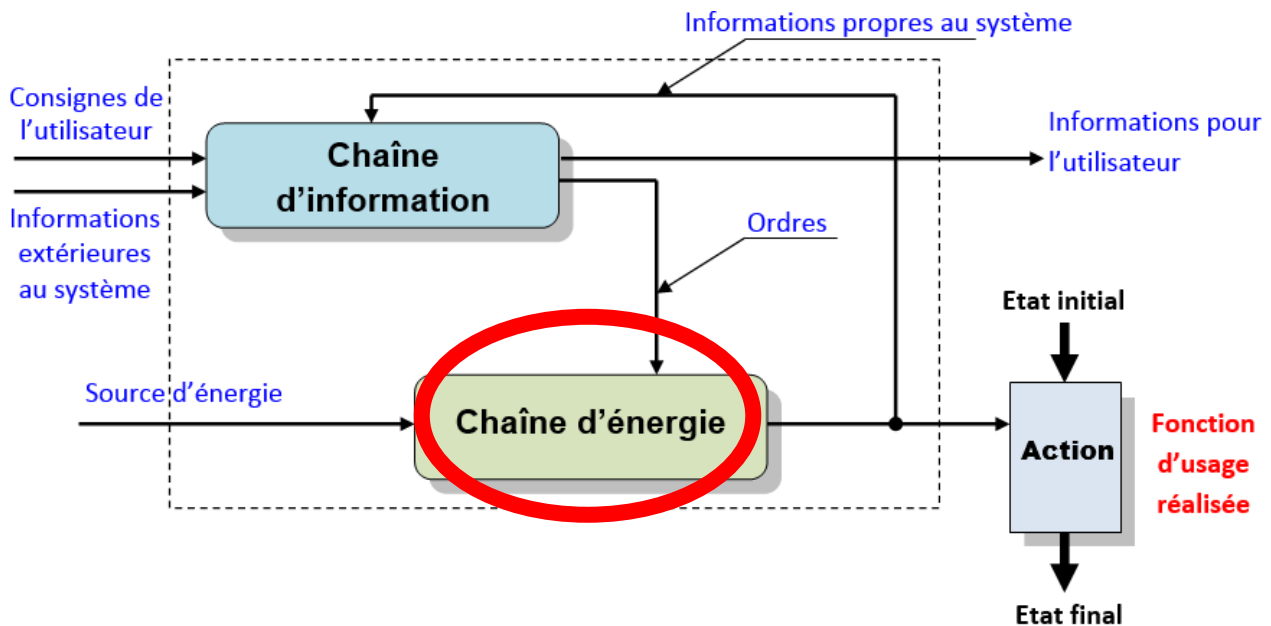 Informations propres au système
Consignes de
l'utilisateur
Chaîne
d'information
Informations pour
l'utilisateur
Informations
extérieures
au système
Ordres
Etat initial
Source d'énergie
Chaîne d'énergie
Action
Fonction
d'usage
réalisée
Etat final